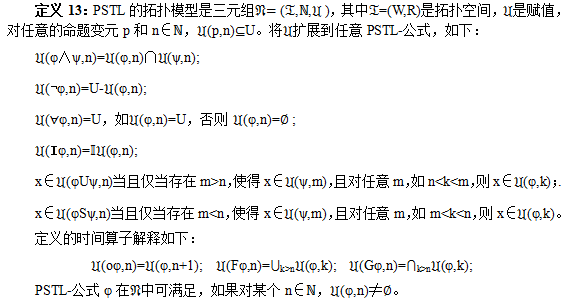 定义 13：PSTL 的拓扑模型是三元组𝔑= (𝔗,ℕ,𝔘 )，其中𝔗=(W,R)是拓扑空间，𝔘是赋值，
对任意的命题变元 p 和 n∈ℕ，𝔘(p,n)⊆U。将𝔘扩展到任意 PSTL-公式，如下：
𝔘(φ∧ψ,n)=𝔘(φ,n)⋂𝔘(ψ,n);
𝔘(¬φ,n)=U-𝔘(φ,n);
𝔘(∀φ,n)=U，如𝔘(φ,n)=U，否则 𝔘(φ,n)=∅ ;
𝔘(𝐈φ,n)=𝕀𝔘(φ,n);
x∈𝔘(φUψ,n)当且仅当存在 m>n，使得 x∈𝔘(ψ,m)，且对任意 m，如 n<k<m，则 x∈𝔘(φ,k)；.
x∈𝔘(φSψ,n)当且仅当存在 m<n，使得 x∈𝔘(ψ,m)，且对任意 m，如 m<k<n，则 x∈𝔘(φ,k)。
定义的时间算子解释如下：
𝔘(oφ,n)=𝔘(φ,n+1); 𝔘(Fφ,n)=⋃k>n𝔘(φ,k); 𝔘(Gφ,n)=⋂k>n𝔘(φ,k);
PSTL-公式 φ 在𝔑中可满足，如果对某个 n∈ℕ，𝔘(φ,n)≠∅。